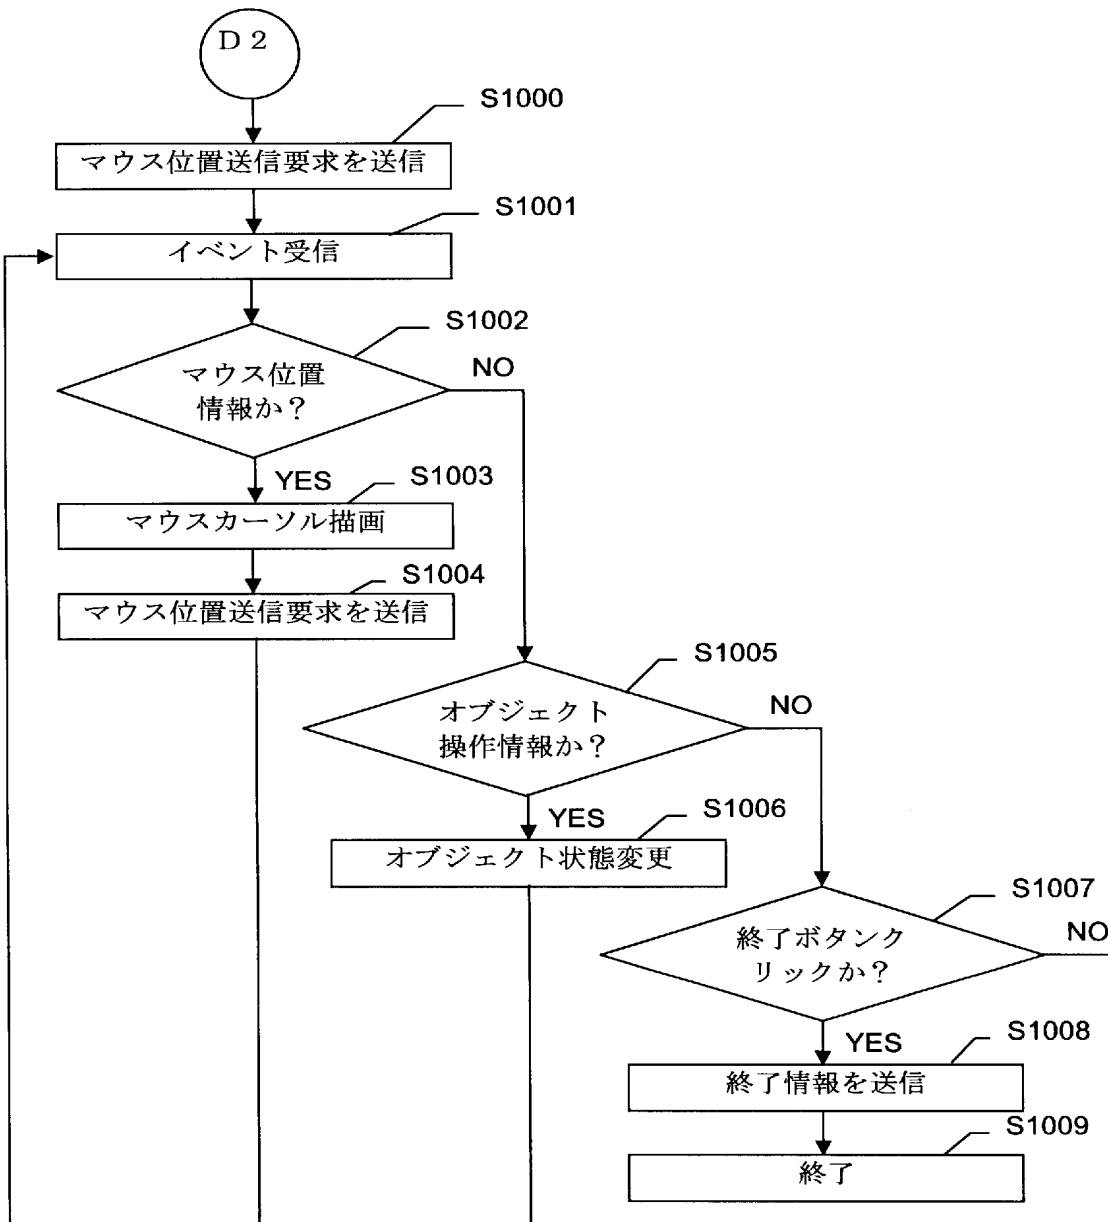 D 2
S1000
マウス位置送信要求を送信
S1001
イベント受信
S1002
マウス位置
情報か？
NO
YES
S1003
マウスカーソル描画
S1004
マウス位置送信要求を送信
S1005
オブジェクト
操作情報か？
NO
YES
S1006
オブジェクト状態変更
S1007
終了ボタンク
リックか？
NO
YES
S1008
終了情報を送信
S1009
終了